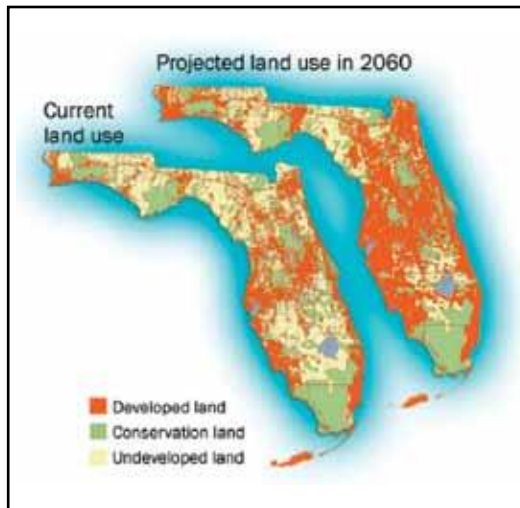 Projected land use in 2060
Current
land use
Developed land
Conservation land
Undeveloped land